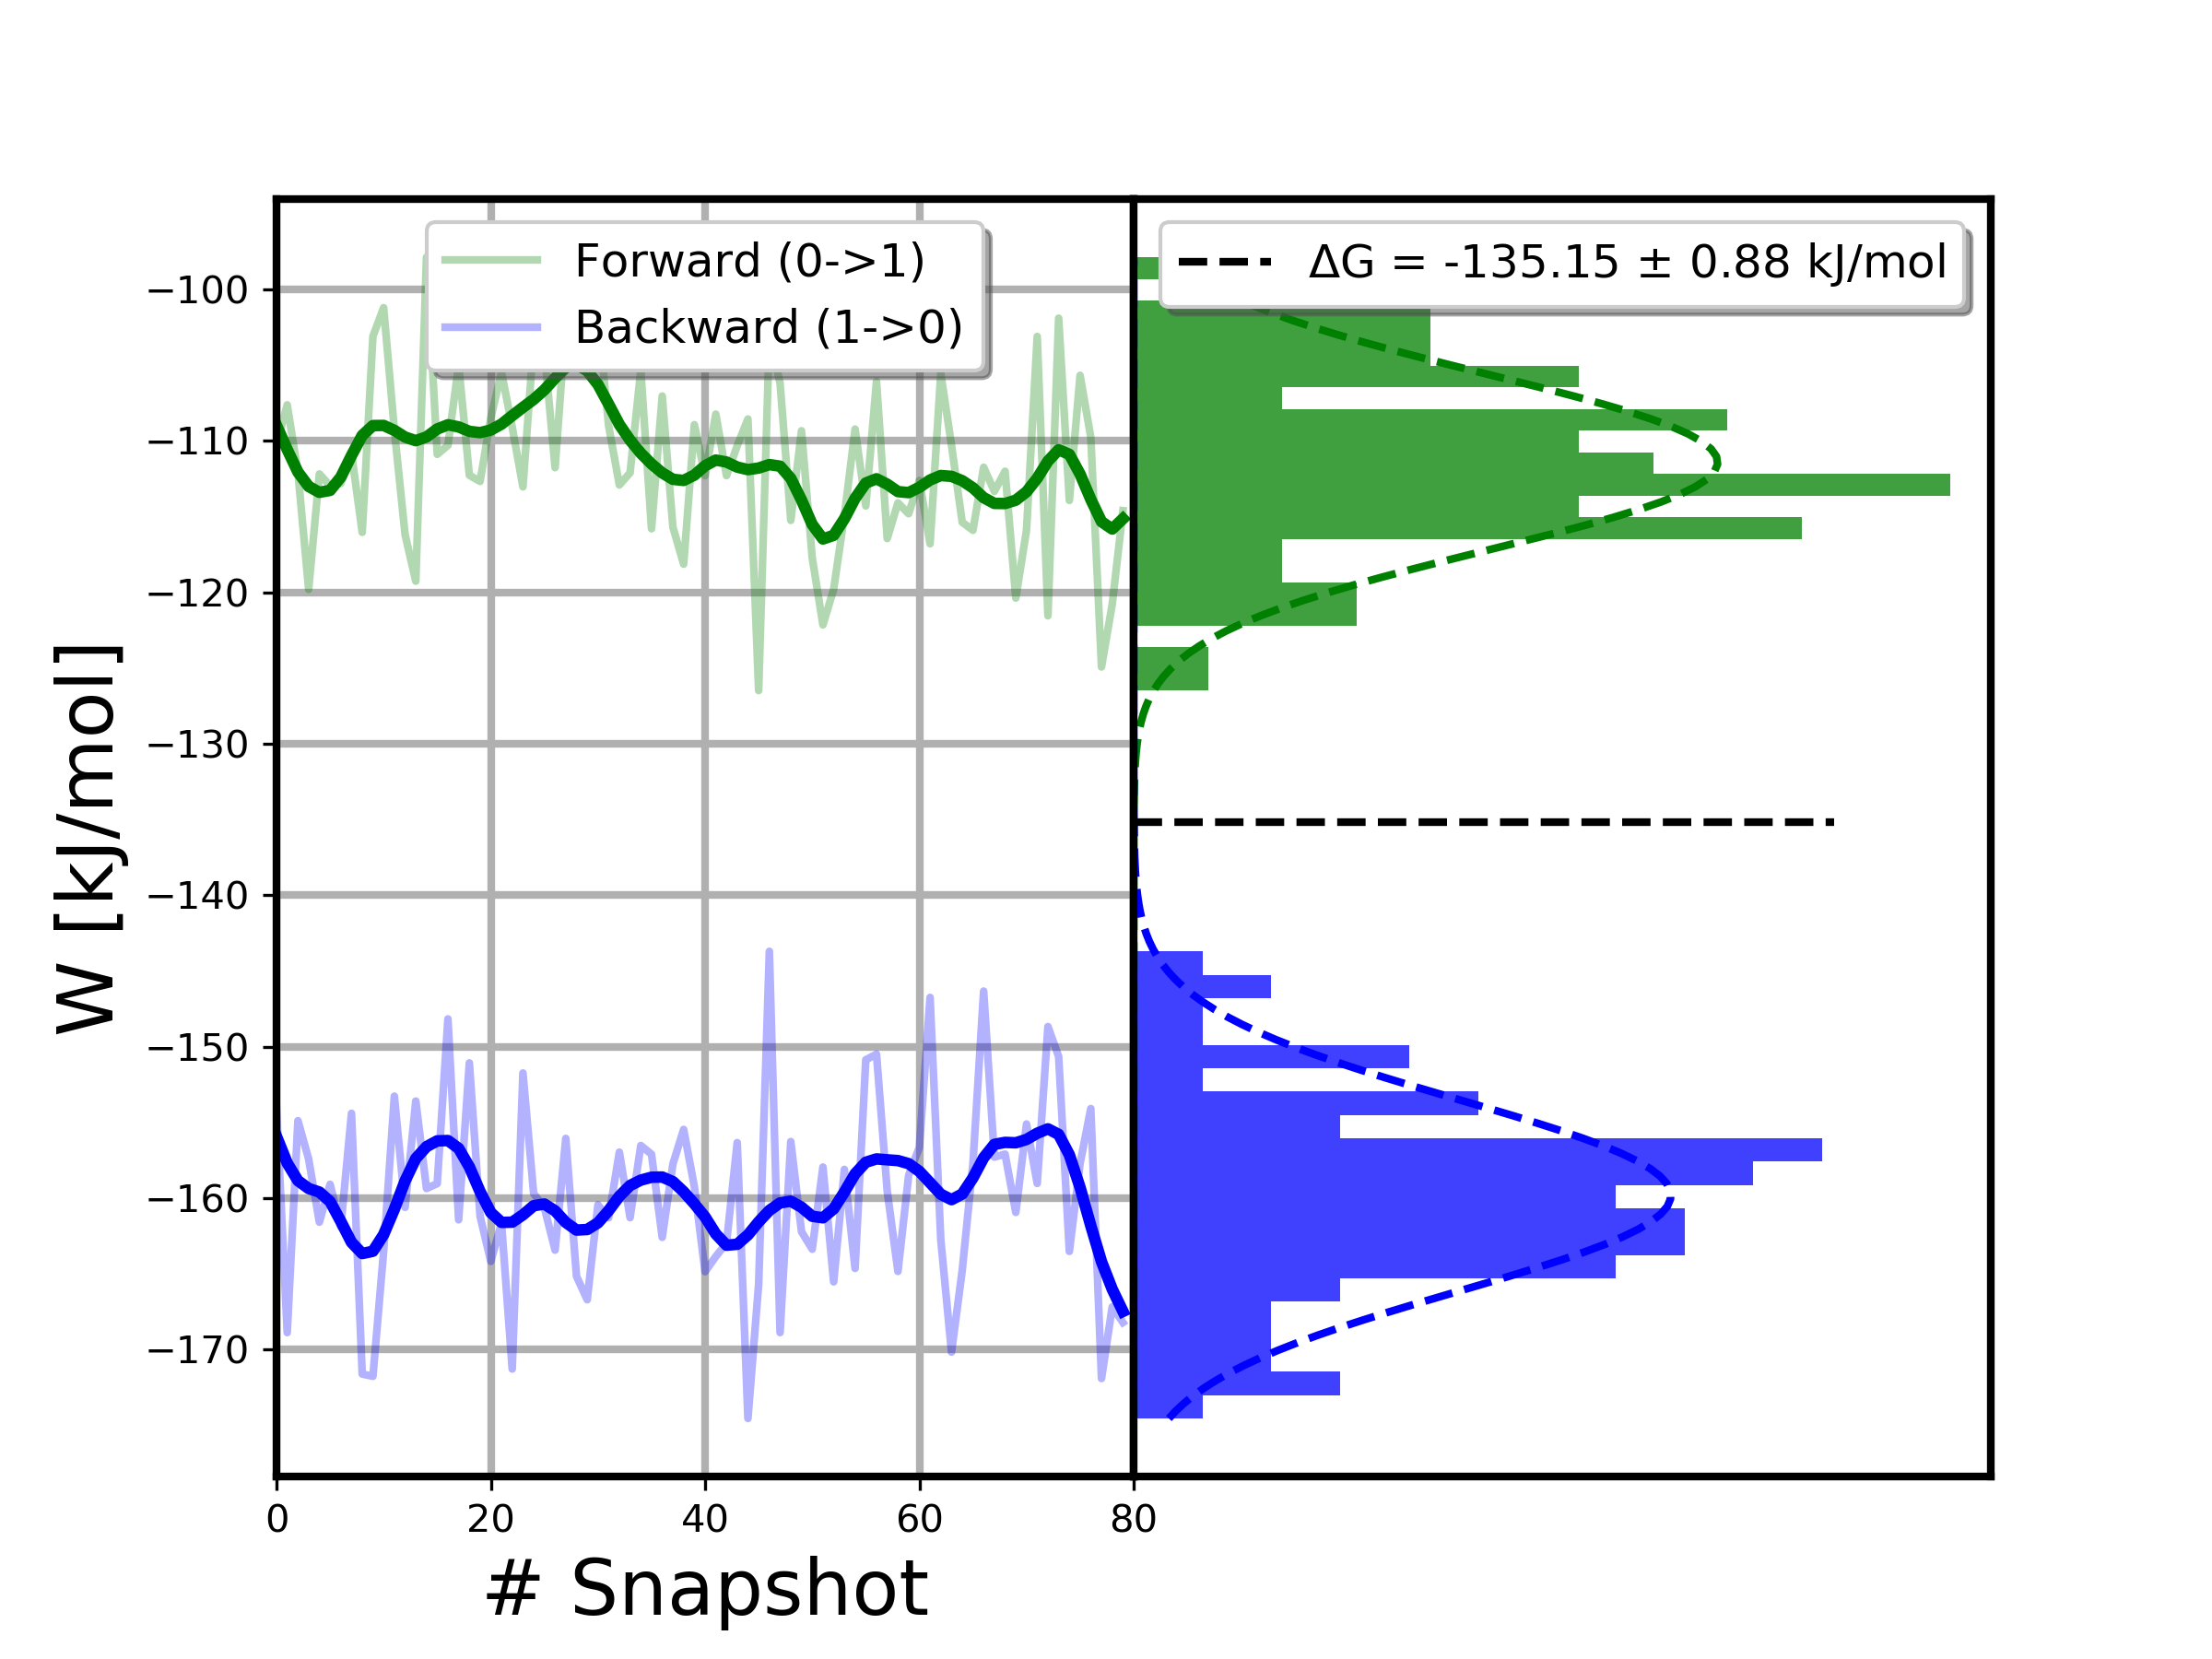 Forward (0->1)
Backward (1->0)
ΔG = -135.15 ± 0.88 kJ/mol
W [kJ/mol]
−100
−110
−120
−130
−140
−150
−160
−170
0 20 40 60 80
# Snapshot